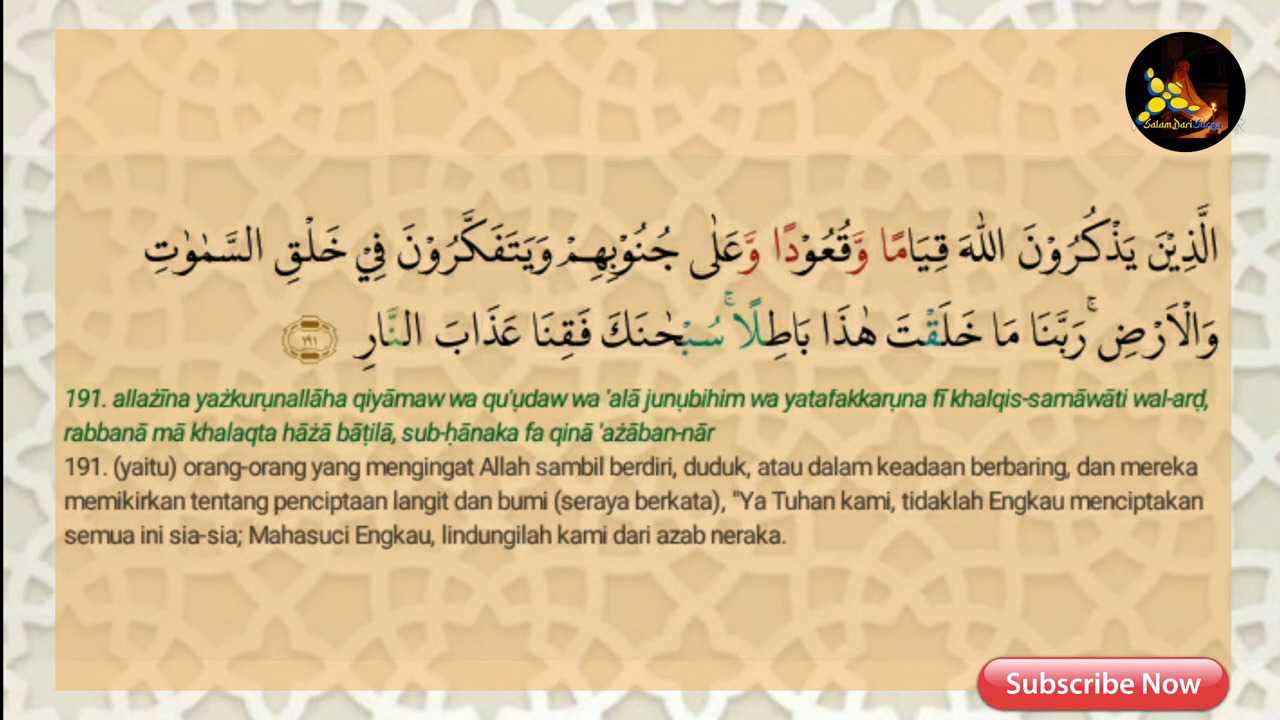 SalamDariSurga
الَّذِيْنَ يَذْكُرُوْنَ اللّٰهَ قِيَامًا وَّقُعُوْدًا وَّعَلٰى جُنُوْبِهِمْ وَيَتَفَكَّرُوْنَ فِيْ خَلْقِ السَّمٰوٰتِ
وَالْاَرْضِۚ رَبَّنَا مَا خَلَقْتَ هٰذَا بَاطِلًاۚ سُبْحٰنَكَ فَقِنَا عَذَابَ النَّارِ ١٩١
191. allażīna yażkurụnallāha qiyāmaw wa qu'ụdaw wa 'alā junụbihim wa yatafakkarụna fī khalqis-samāwāti wal-arḍ,
rabbanā mā khalaqta hāżā bāṭilā, sub-ḥānaka fa qinā 'ażāban-nār
191. (yaitu) orang-orang yang mengingat Allah sambil berdiri, duduk, atau dalam keadaan berbaring, dan mereka
memikirkan tentang penciptaan langit dan bumi (seraya berkata), "Ya Tuhan kami, tidaklah Engkau menciptakan
semua ini sia-sia; Mahasuci Engkau, lindungilah kami dari azab neraka.
Subscribe Now